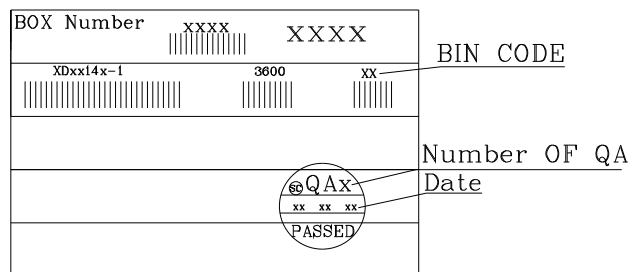 BOX Number
XXXX
XXXX
XDxx14x-1
3600
XX
BIN CODE
Number OF QA
QAx
Date
xx xx xx
PASSED